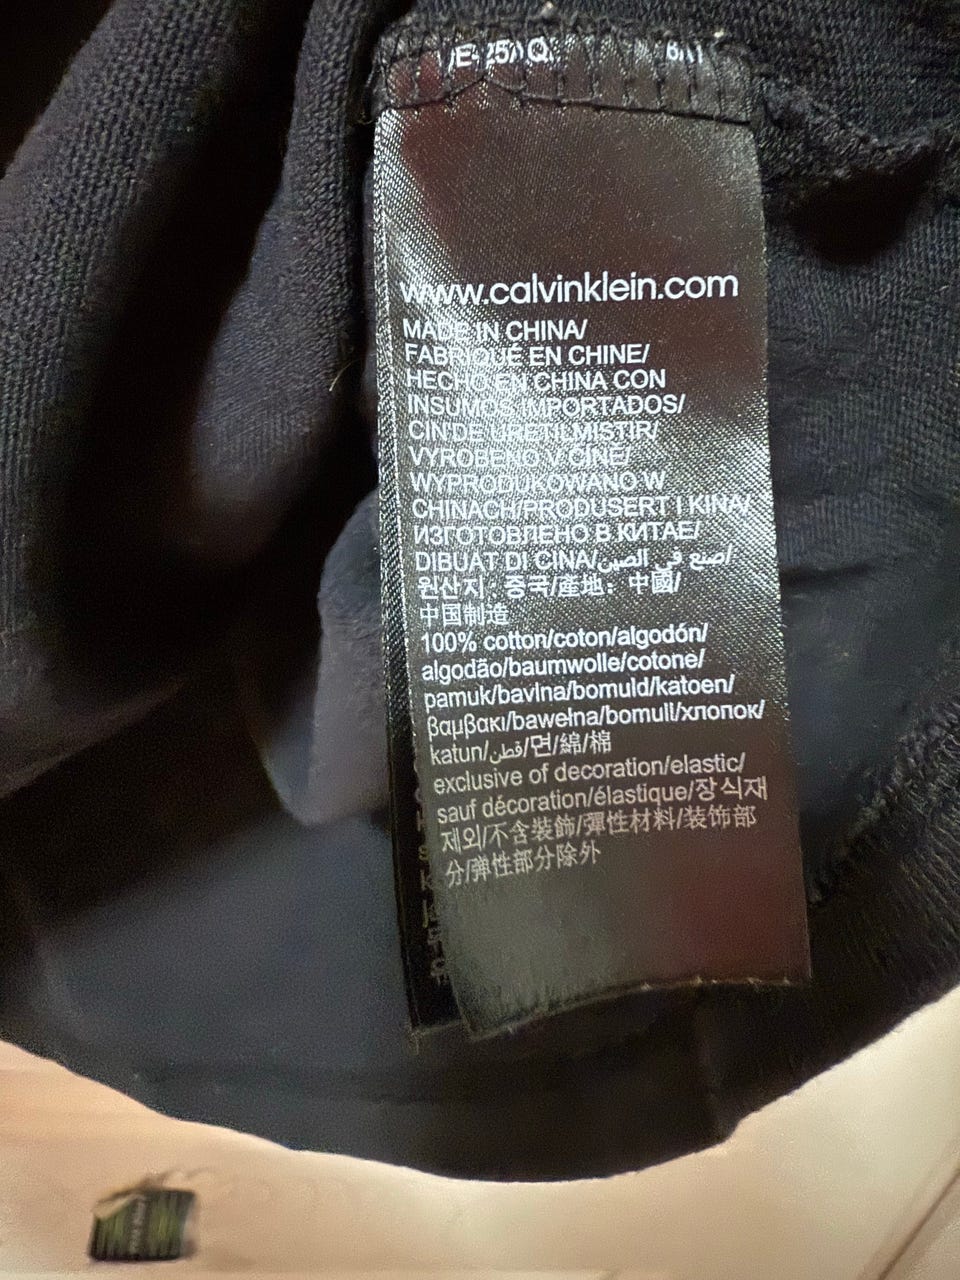 www.calvinklein.com
MADE IN CHINA/
FABRIQUÉ EN CHINE/
HECHO EN CHINA CON
INSUMOS IMPORTADOS/
CIN'DE URETILMISTIR/
VYROBENO V CINE/
WYPRODUKOWANO W
CHINACH/PRODUSERT I KINA/
ИЗГОТОВЛЕНО В КИТАЕ/
DIBUAT DI CINA/صنع في الصين/
원산지: 중국/產地: 中國/
中国制造
100% cotton/coton/algodón/
algodão/baumwolle/cotone/
pamuk/bavlna/bomuld/katoen/
βαμβακι/bawełna/bomull/хлопок/
katun/قطن/면/綿/棉
exclusive of decoration/elastic/
sauf décoration/élastique/장식재
제외/不含裝飾/彈性材料/装饰部
分/弹性部分除外